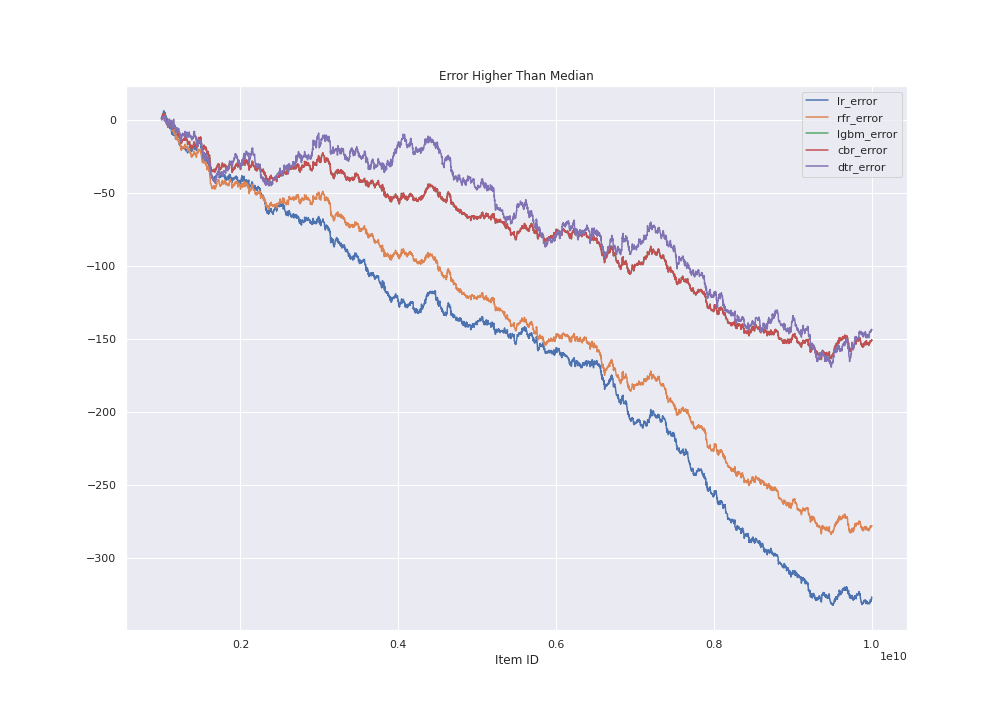 Error Higher Than Median
lr_error
rfr_error
lgbm_error
cbr_error
dtr_error
0
−50
−100
−150
−200
−250
−300
0.2
0.4
0.6
0.8
1.0
1e10
Item ID